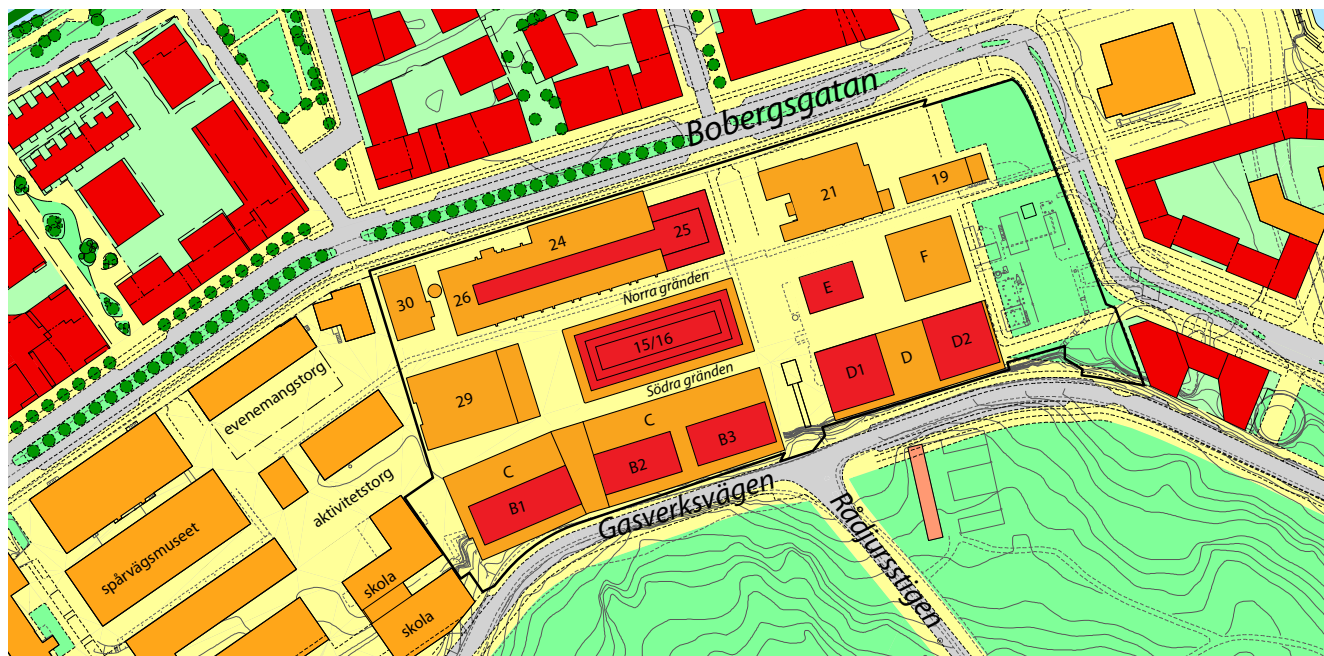 Bobergsgatan
21
19
24
25
F
30
26
Norra gränden
E
15/16
D2
D
D1
evenemangstorg
29
Södra gränden
C
B3
C
B2
aktivitetstorg
B1
Gasverksvägen
Rådjursstigen
spårvägsmuseet
skola
skola